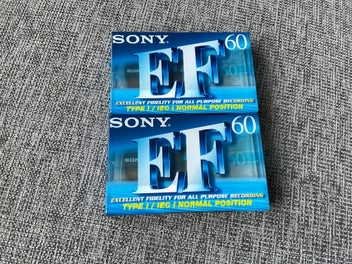 SONY
EF 60
EXCELLENT FIDELITY FOR ALL PURPOSE RECORDING
TYPE I / IEC I NORMAL POSITION
SONY
EF 60
EXCELLENT FIDELITY FOR ALL PURPOSE RECORDING
TYPE I / IEC I NORMAL POSITION